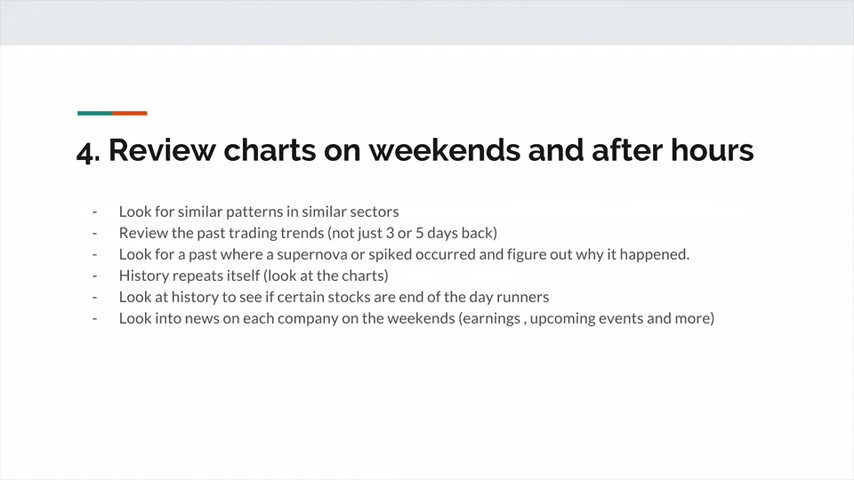 4. Review charts on weekends and after hours
- Look for similar patterns in similar sectors
- Review the past trading trends (not just 3 or 5 days back)
- Look for a past where a supernova or spiked occurred and figure out why it happened.
- History repeats itself (look at the charts)
- Look at history to see if certain stocks are end of the day runners
- Look into news on each company on the weekends (earnings , upcoming events and more)